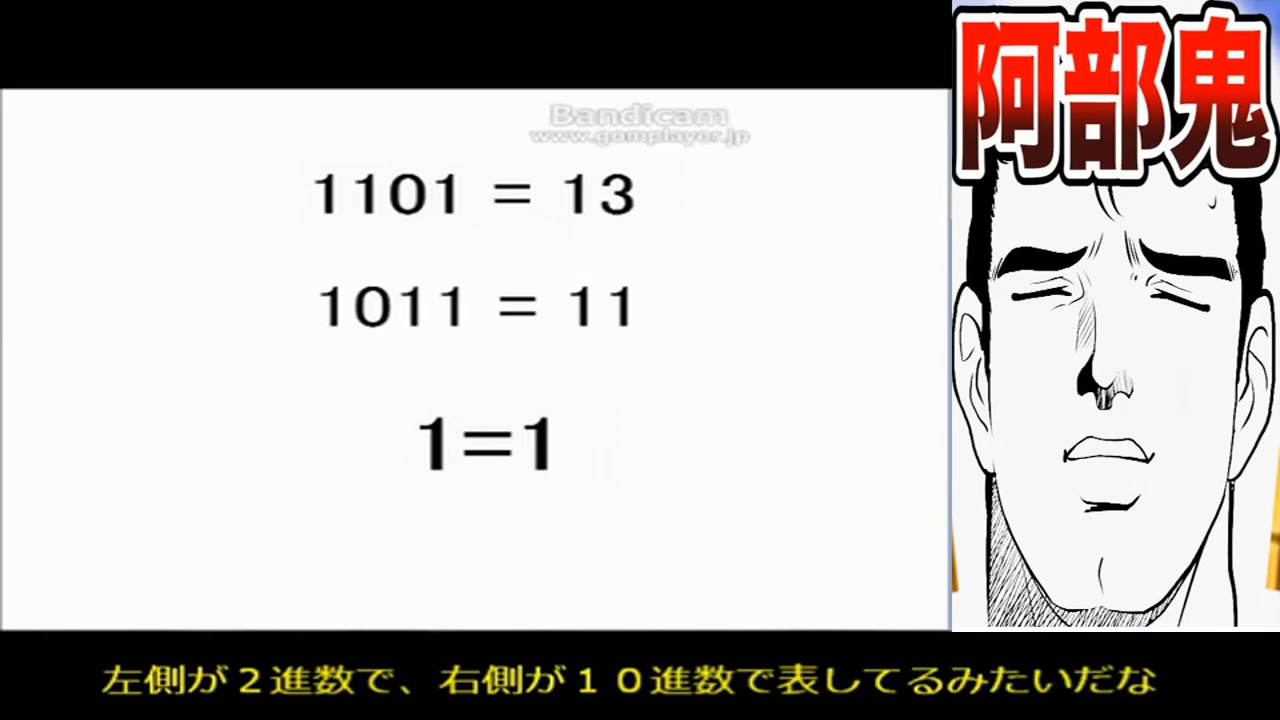 阿部鬼
Bandicam
www.gomplayer.jp
1101 = 13
1011 = 11
1=1
左側が２進数で、右側が１０進数で表してるみたいだな